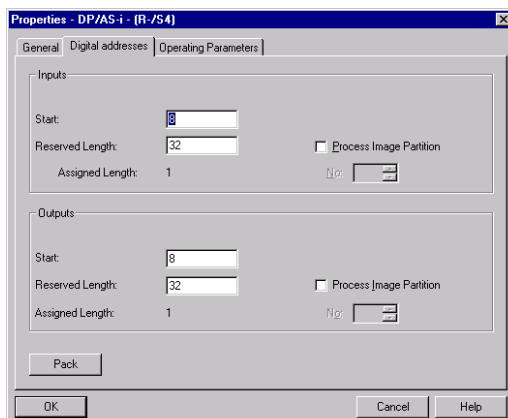 Properties - DP/AS-i - (R-/S4)
General Digital addresses Operating Parameters
Inputs
Start: 8
Reserved Length: 32 Process Image Partition
Assigned Length: 1 No:
Outputs
Start: 8
Reserved Length: 32 Process Image Partition
Assigned Length: 1 No:
Pack
OK Cancel Help